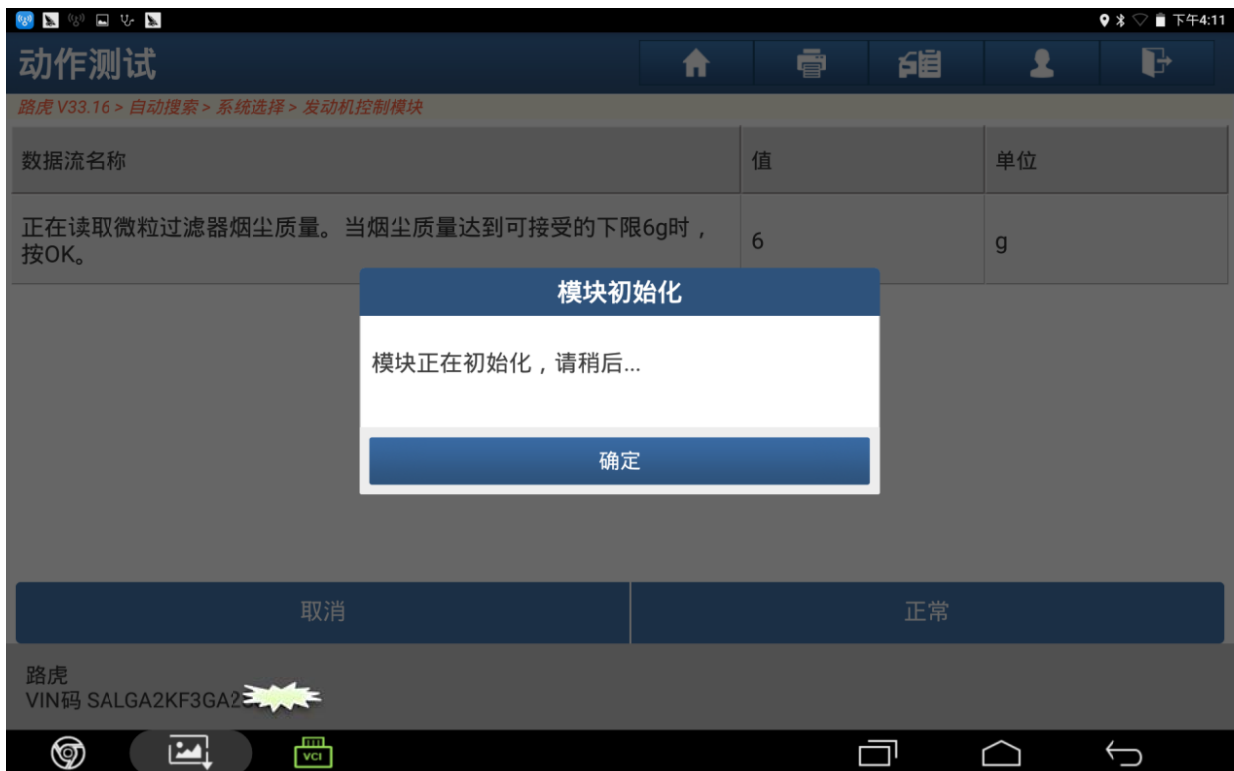 下午4:11
动作测试
路虎 V33.16 > 自动搜索 > 系统选择 > 发动机控制模块
数据流名称 值 单位
正在读取微粒过滤器烟尘质量。当烟尘质量达到可接受的下限6g时，
按OK。
6 g
模块初始化
模块正在初始化，请稍后...
确定
取消 正常
路虎
VIN码 SALGA2KF3GA2
VCI